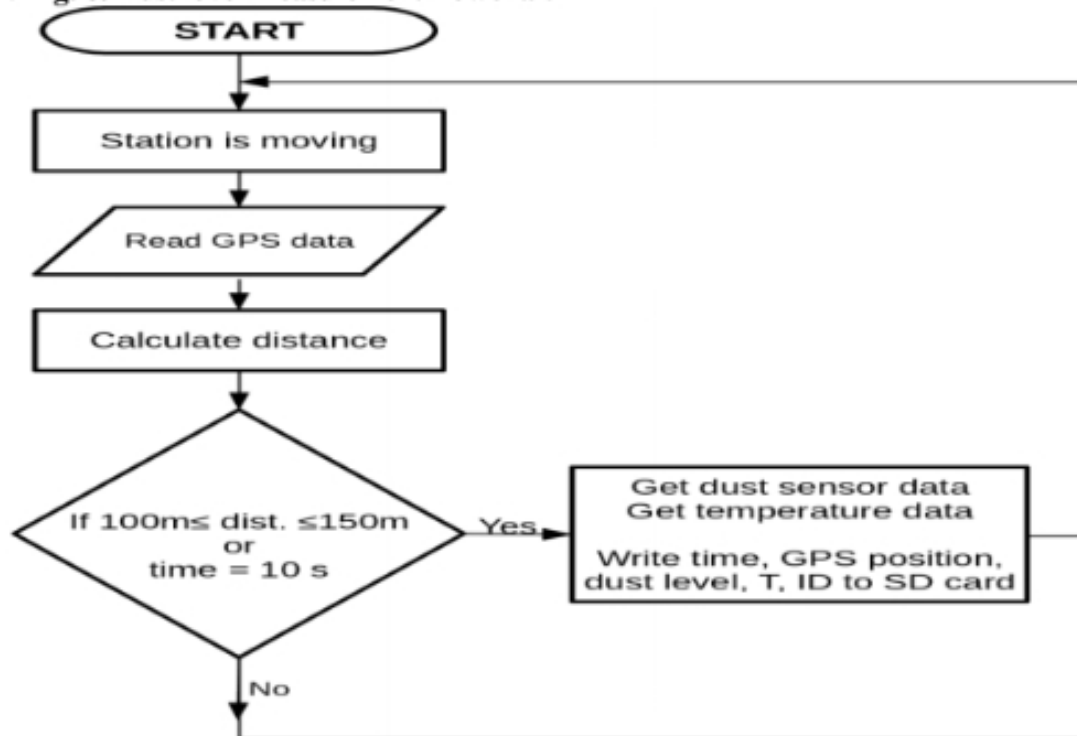 START
Station is moving
Read GPS data
Calculate distance
If 100m≤ dist. ≤150m
or
time = 10 s
Yes
Get dust sensor data
Get temperature data
Write time, GPS position,
dust level, T, ID to SD card
No